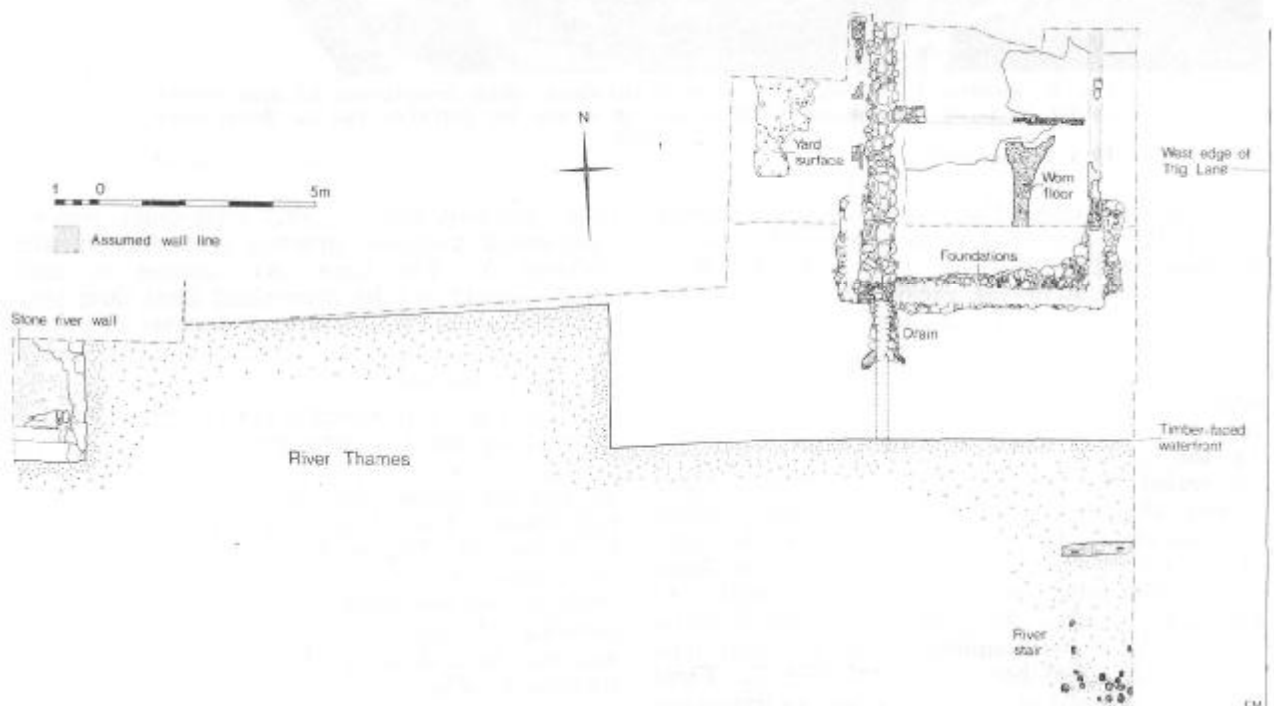 N
Yard
surface
West edge of
Trig Lane
Worn
floor
1 0 5m
Assumed wall line
Foundations
Stone river wall
Drain
Timber-faced
waterfront
River Thames
River
stair